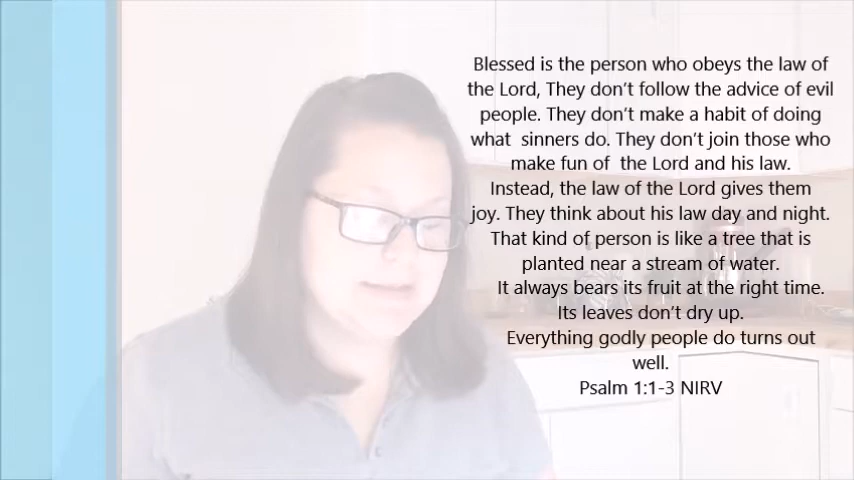 Blessed is the person who obeys the law of
the Lord, They don't follow the advice of evil
people. They don't make a habit of doing
what sinners do. They don't join those who
make fun of the Lord and his law.
Instead, the law of the Lord gives them
joy. They think about his law day and night.
That kind of person is like a tree that is
planted near a stream of water.
It always bears its fruit at the right time.
Its leaves don't dry up.
Everything godly people do turns out
well.
Psalm 1:1-3 NIRV